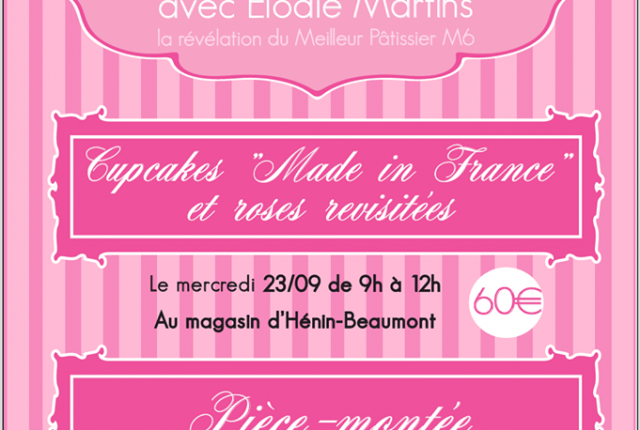 avec Elodie Martins
la révélation du Meilleur Pâtissier M6
Cupcakes "Made in France"
et roses revisitées
Le mercredi 23/09 de 9h à 12h
60€
Au magasin d'Hénin-Beaumont
Pièce-montée